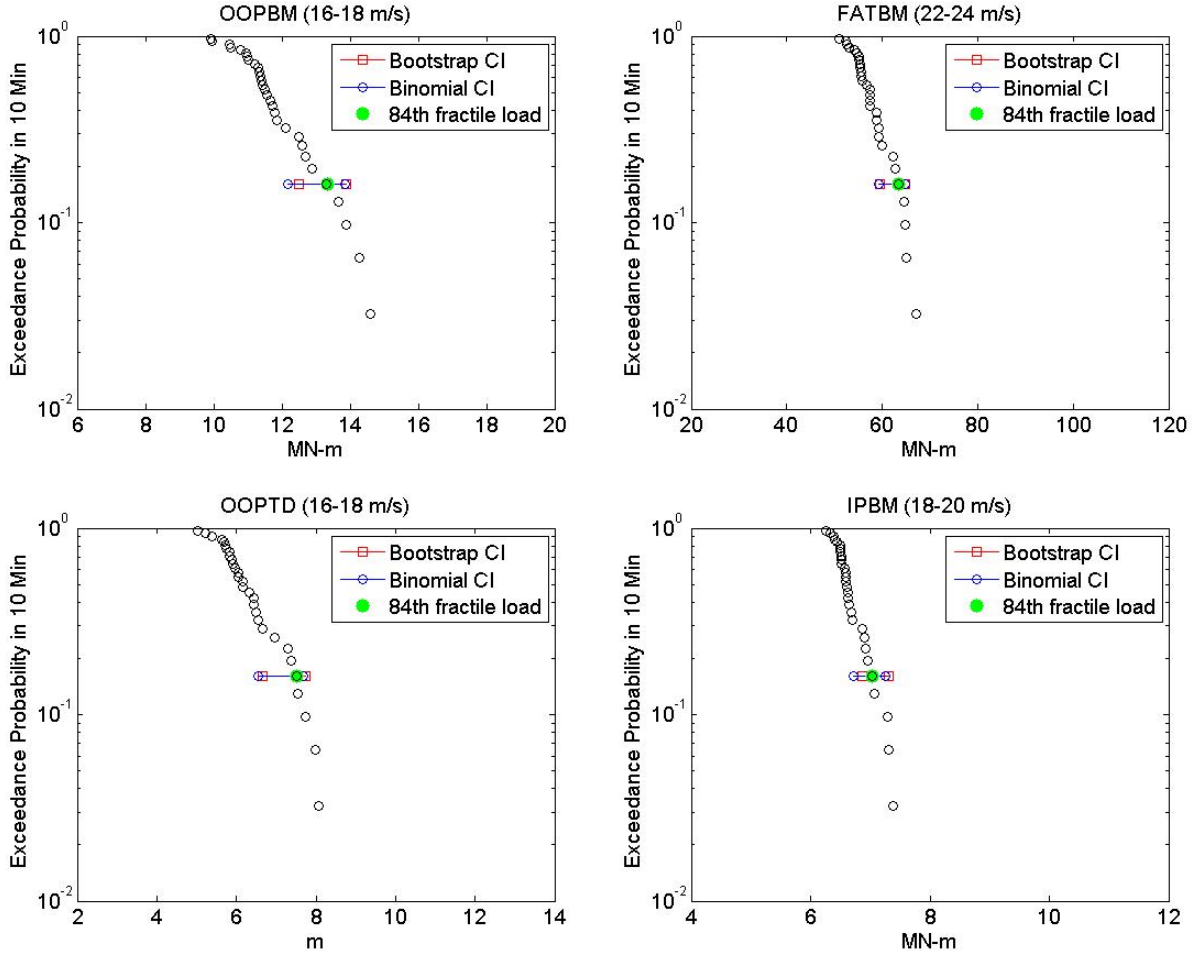 OOPBM (16-18 m/s)
Exceedance Probability in 10 Min
10^0
10^-1
10^-2
Bootstrap CI
Binomial CI
84th fractile load
6 8 10 12 14 16 18 20
MN-m
FATBM (22-24 m/s)
Exceedance Probability in 10 Min
10^0
10^-1
10^-2
Bootstrap CI
Binomial CI
84th fractile load
20 40 60 80 100 120
MN-m
OOPTD (16-18 m/s)
Exceedance Probability in 10 Min
10^0
10^-1
10^-2
Bootstrap CI
Binomial CI
84th fractile load
2 4 6 8 10 12 14
m
IPBM (18-20 m/s)
Exceedance Probability in 10 Min
10^0
10^-1
10^-2
Bootstrap CI
Binomial CI
84th fractile load
4 6 8 10 12
MN-m